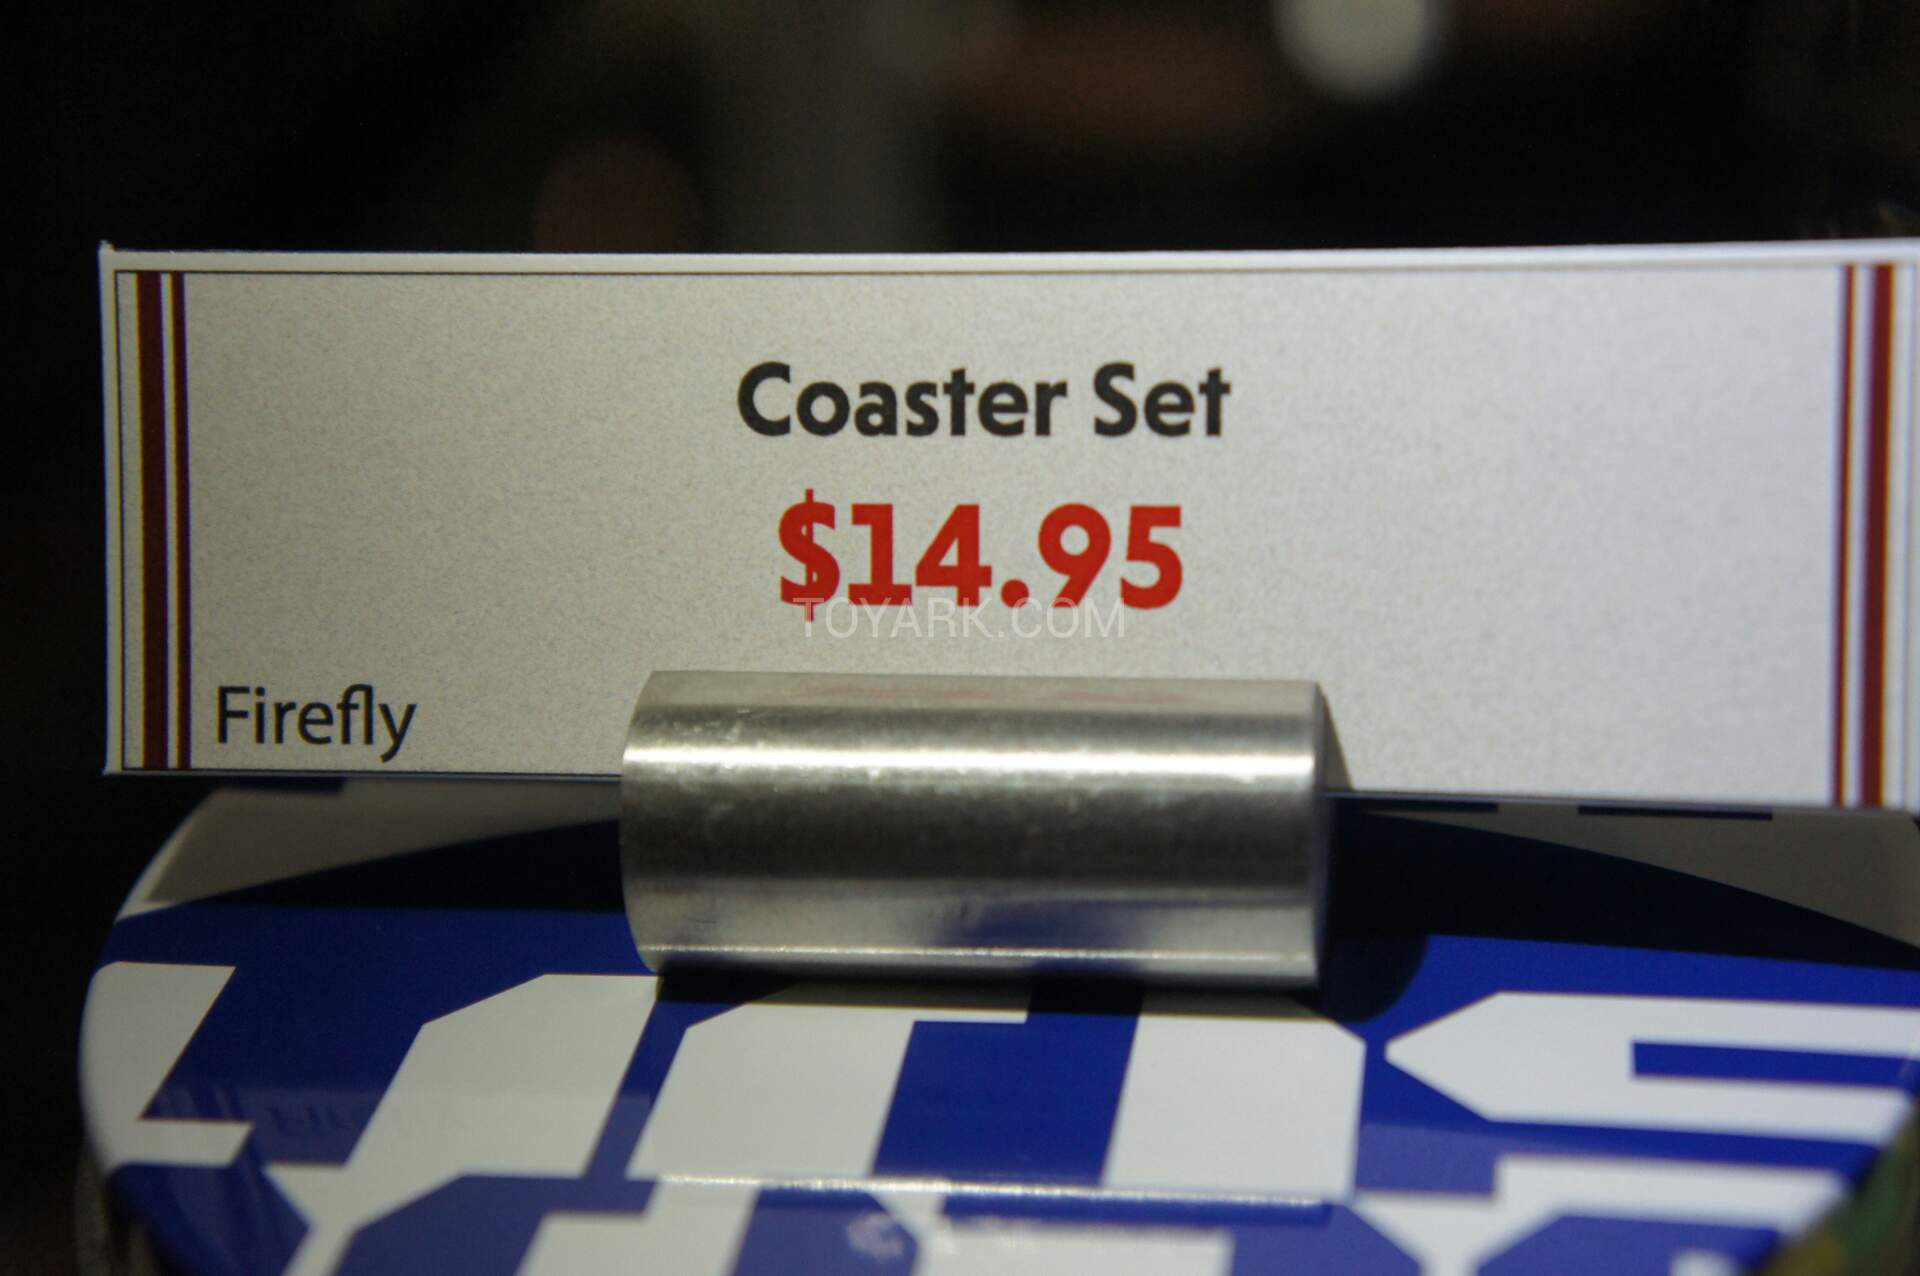 Coaster Set
$14.95
TOYARK.COM
Firefly